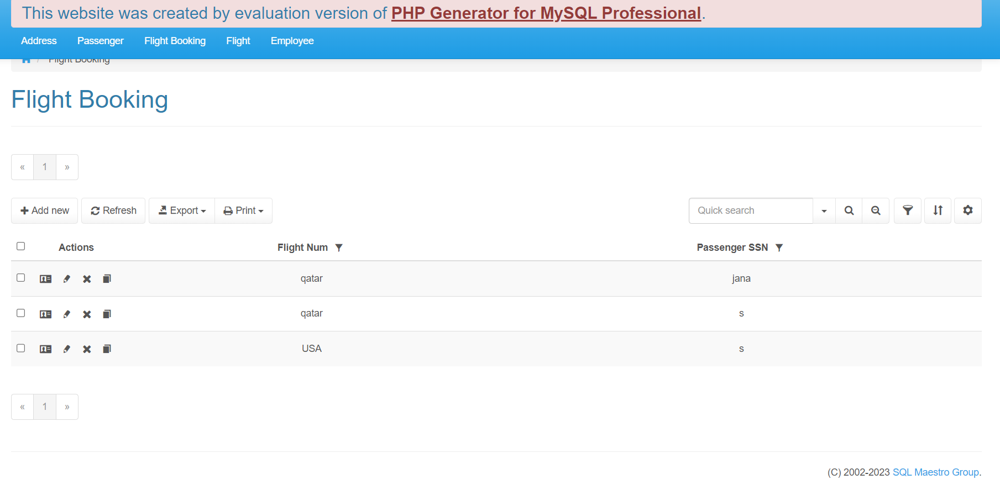 This website was created by evaluation version of PHP Generator for MySQL Professional.
Address Passenger Flight Booking Flight Employee
/ Flight Booking
Flight Booking
« 1 »
Add new Refresh Export Print Quick search
Actions Flight Num Passenger SSN
qatar jana
qatar s
USA s
« 1 »
(C) 2002-2023 SQL Maestro Group.